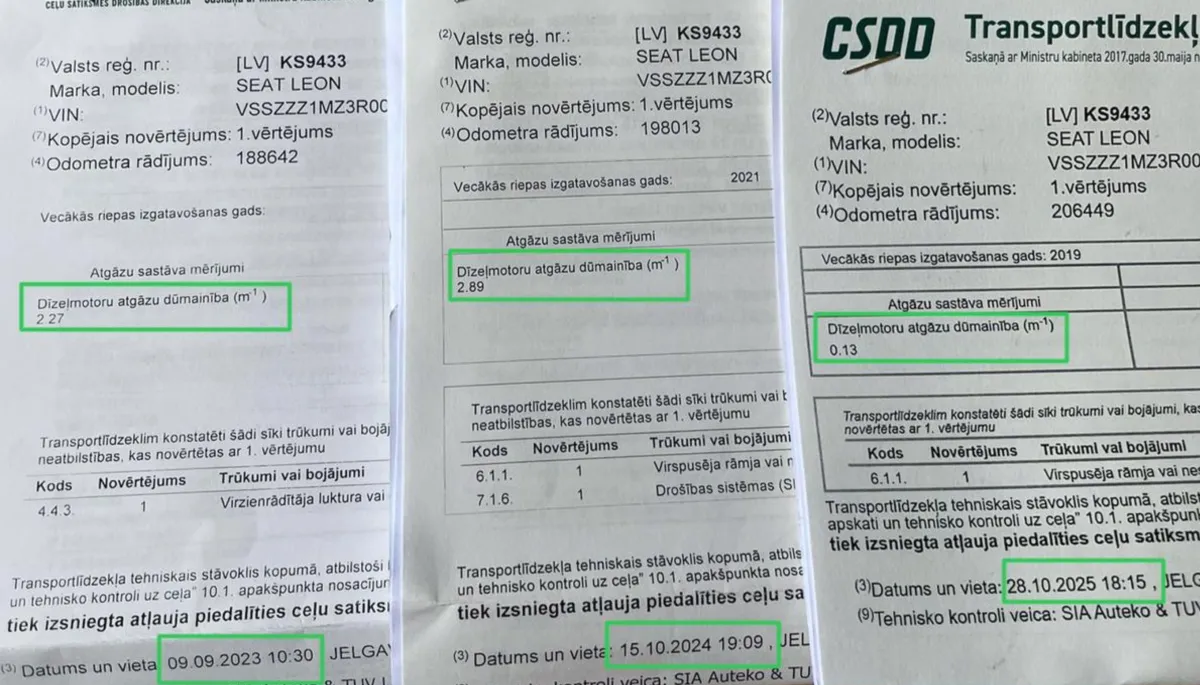 CEĻU SATIKSMES DROŠĪBAS DIREKCIJA
(2)Valsts reģ. nr.: [LV] KS9433
Marka, modelis: SEAT LEON
(1)VIN: VSSZZZ1MZ3R00
(7)Kopējais novērtējums: 1.vērtējums
(4)Odometra rādījums: 188642
Vecākās riepas izgatavošanas gads:
Atgāzu sastāva mērījumi
Dīzeļmotoru atgāzu dūmainība (m-1)
2 27
Transportlīdzeklim konstatēti šādi sīki trūkumi vai bojāj
neatbilstības, kas novērtētas ar 1. vērtējumu
Kods Novērtējums Trūkumi vai bojājumi
4.4.3. 1 Virzienrādītāja luktura vai
Transportlīdzekļa tehniskais stāvoklis kopumā, atbilstoši
un tehnisko kontroli uz ceļa" 10.1. apakšpunkta nosacījur
tiek izsniegta atļauja piedalīties ceļu satiks
(3) Datums un vieta: 09.09.2023 10:30 JELGA
& TUV
(2)Valsts reģ. nr.: [LV] KS9433
Marka, modelis: SEAT LEON
(1)VIN: VSSZZZ1MZ3R0
(7)Kopējais novērtējums: 1.vērtējums
(4)Odometra rādījums: 198013
Vecākās riepas izgatavošanas gads: 2021
Atgāzu sastāva mērījumi
Dīzeļmotoru atgāzu dūmainība (m-1 )
2.89
Transportlīdzeklim konstatēti šādi sīki trūkumi vai b
neatbilstības, kas novērtētas ar 1. vērtējumu
Kods Novērtējums Trūkumi vai bojājumi
6.1.1. 1 Virspusēja rāmja vai n
7.1.6. 1 Drošības sistēmas (S
Transportlīdzekļa tehniskais stāvoklis kopumā, atbils
un tehnisko kontroli uz ceļa" 10.1. apakšpunkta nosa
tiek izsniegta atļauja piedalīties ceļu sa
(3) Datums un vieta: 15.10.2024 19:09 , JEL
kontroli veica: SIA Auteko & TU
CSDD Transportlīdzekļ
Saskaņā ar Ministru kabineta 2017.gada 30.maija n
(2)Valsts reģ. nr.: [LV] KS9433
Marka, modelis: SEAT LEON
(1)VIN: VSSZZZ1MZ3R00
(7)Kopējais novērtējums: 1.vērtējums
(4)Odometra rādījums: 206449
Vecākās riepas izgatavošanas gads: 2019
Atgāzu sastāva mērījumi
Dīzeļmotoru atgāzu dūmainība (m-1)
0.13
Transportlīdzeklim konstatēti šādi sīki trūkumi vai bojājumi, kas
novērtētas ar 1. vērtējumu
Kods Novērtējums Trūkumi vai bojājumi
6.1.1. 1 Virspusēja rāmja vai nes
Transportlīdzekļa tehniskais stāvoklis kopumā, atbilst
apskati un tehnisko kontroli uz ceļa" 10.1. apakšpunk
tiek izsniegta atļauja piedalīties ceļu satiksm
(3)Datums un vieta: 28.10.2025 18:15 , JELG
(9)Tehnisko kontroli veica: SIA Auteko & TUV